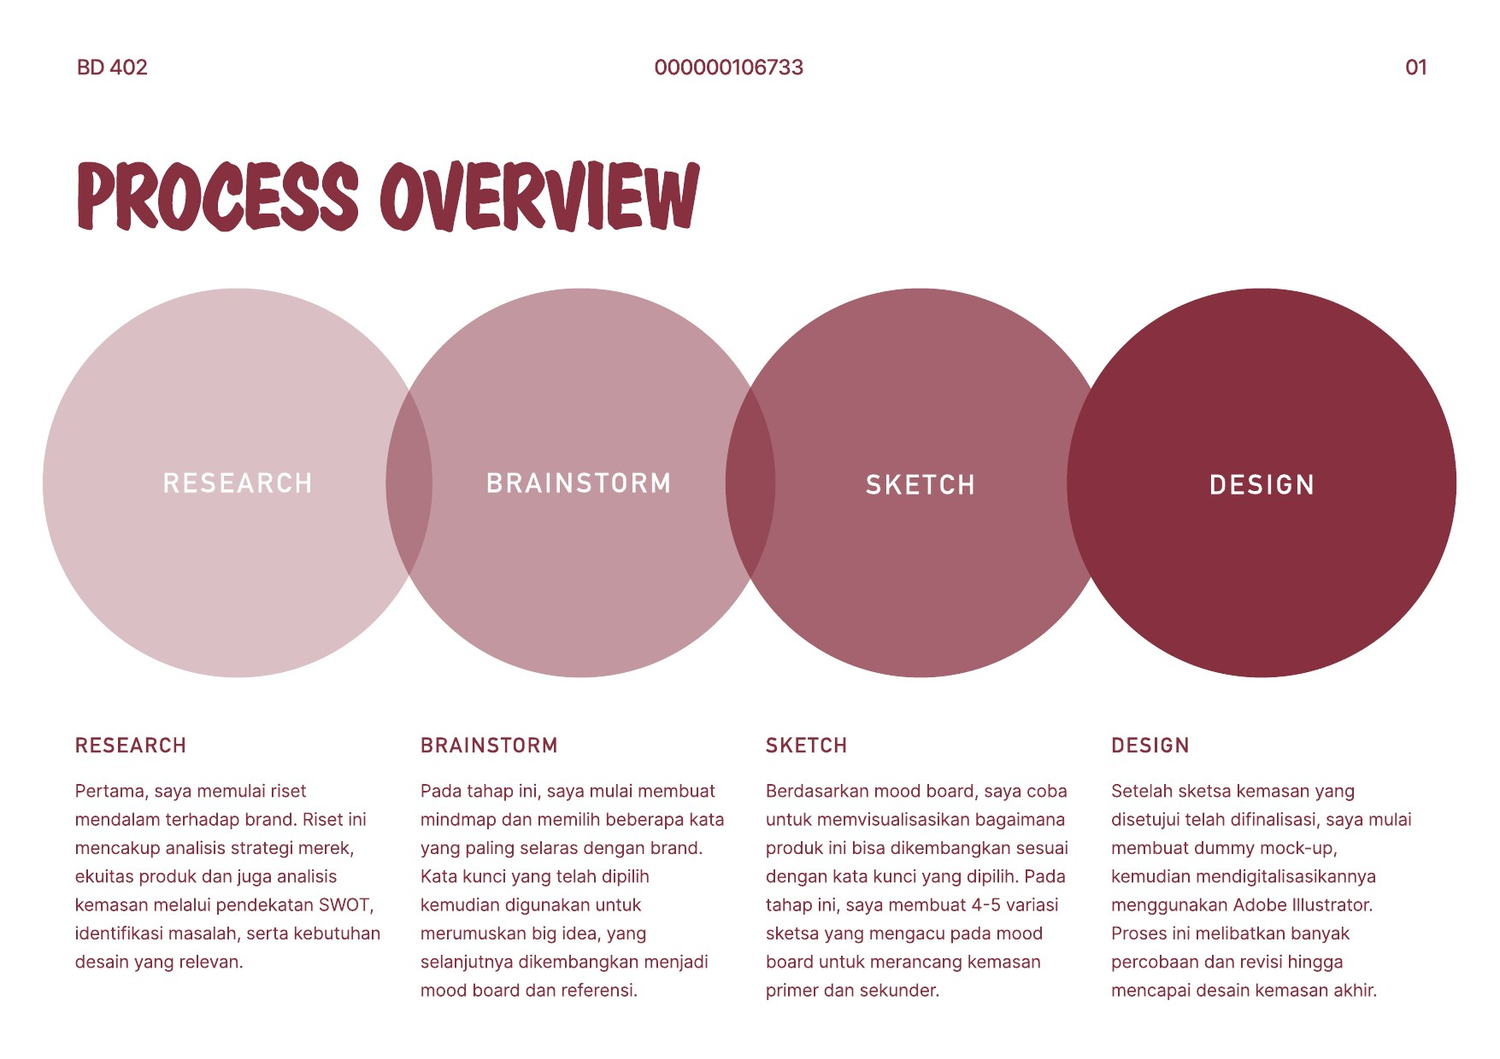 BD 402
000000106733
01
PROCESS OVERVIEW
RESEARCH
BRAINSTORM
SKETCH
DESIGN
RESEARCH
Pertama, saya memulai riset
mendalam terhadap brand. Riset ini
mencakup analisis strategi merek,
ekuitas produk dan juga analisis
kemasan melalui pendekatan SWOT,
identifikasi masalah, serta kebutuhan
desain yang relevan.
BRAINSTORM
Pada tahap ini, saya mulai membuat
mindmap dan memilih beberapa kata
yang paling selaras dengan brand.
Kata kunci yang telah dipilih
kemudian digunakan untuk
merumuskan big idea, yang
selanjutnya dikembangkan menjadi
mood board dan referensi.
SKETCH
Berdasarkan mood board, saya coba
untuk memvisualisasikan bagaimana
produk ini bisa dikembangkan sesuai
dengan kata kunci yang dipilih. Pada
tahap ini, saya membuat 4-5 variasi
sketsa yang mengacu pada mood
board untuk merancang kemasan
primer dan sekunder.
DESIGN
Setelah sketsa kemasan yang
disetujui telah difinalisasi, saya mulai
membuat dummy mock-up,
kemudian mendigitalisasikannya
menggunakan Adobe Illustrator.
Proses ini melibatkan banyak
percobaan dan revisi hingga
mencapai desain kemasan akhir.